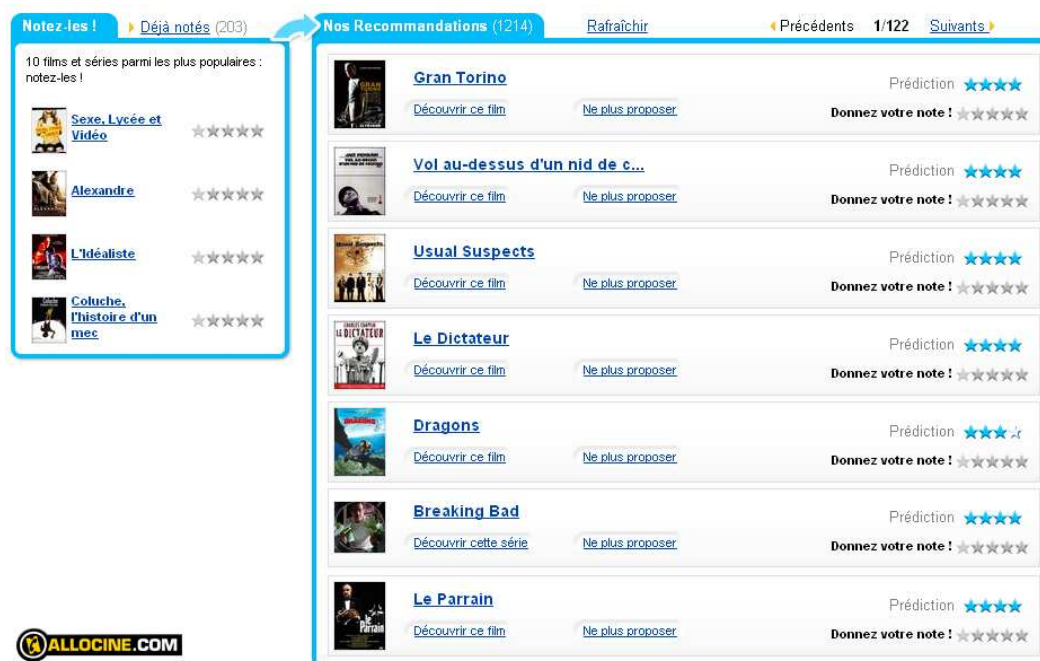 Notez-les !
Déjà notés (203)
10 films et séries parmi les plus populaires :
notez-les !
Sexe, Lycée et
Vidéo
Alexandre
L'Idéaliste
Coluche,
l'histoire d'un
mec
Nos Recommandations (1214)
Rafraîchir
Précédents 1/122 Suivants
Gran Torino
Prédiction
Découvrir ce film
Ne plus proposer
Donnez votre note !
Vol au-dessus d'un nid de c...
Prédiction
Découvrir ce film
Ne plus proposer
Donnez votre note !
Usual Suspects
Prédiction
Découvrir ce film
Ne plus proposer
Donnez votre note !
LE DICTATEUR
Le Dictateur
Prédiction
Découvrir ce film
Ne plus proposer
Donnez votre note !
DRAGONS
Dragons
Prédiction
Découvrir ce film
Ne plus proposer
Donnez votre note !
Breaking Bad
Prédiction
Découvrir cette série
Ne plus proposer
Donnez votre note !
le Parrain
Le Parrain
Prédiction
Découvrir ce film
Ne plus proposer
Donnez votre note !
ALLOCINE.COM